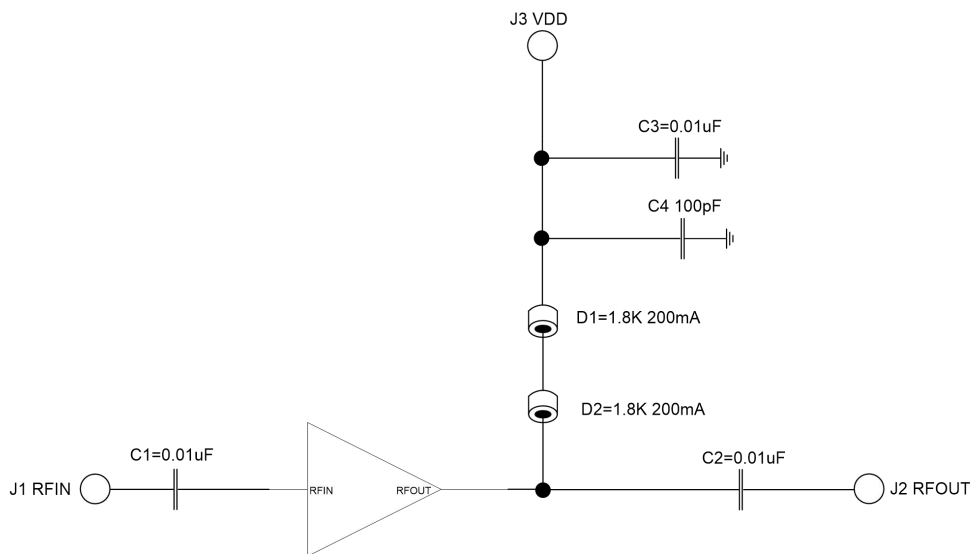 J3 VDD
C3=0.01uF
C4 100pF
D1=1.8K 200mA
D2=1.8K 200mA
C1=0.01uF
C2=0.01uF
J1 RFIN
RFIN
RFOUT
J2 RFOUT